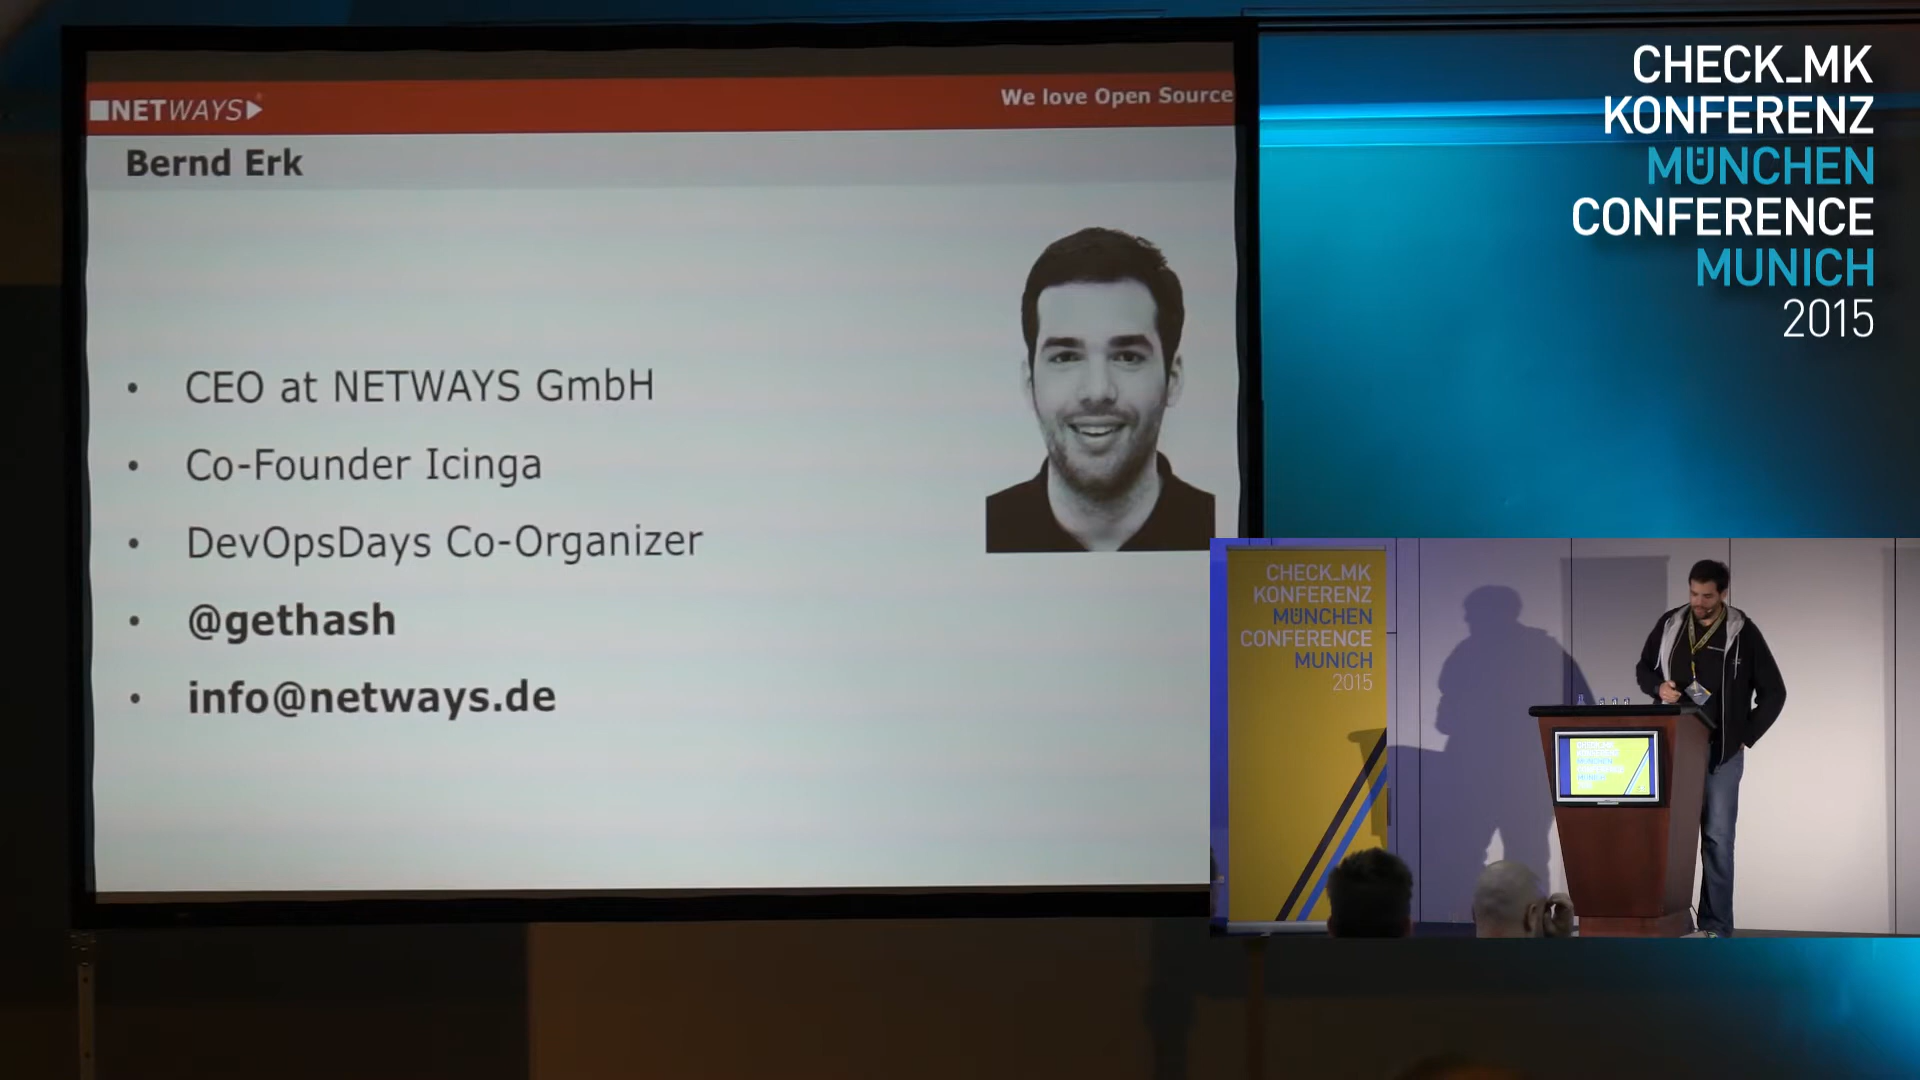 NETWAYS
We love Open Source
Bernd Erk
• CEO at NETWAYS GmbH
• Co-Founder Icinga
• DevOpsDays Co-Organizer
• @gethash
• info@netways.de
CHECK_MK
KONFERENZ
MÜNCHEN
CONFERENCE
MUNICH
2015
CHECK_MK
KONFERENZ
MÜNCHEN
CONFERENCE
MUNICH
2015